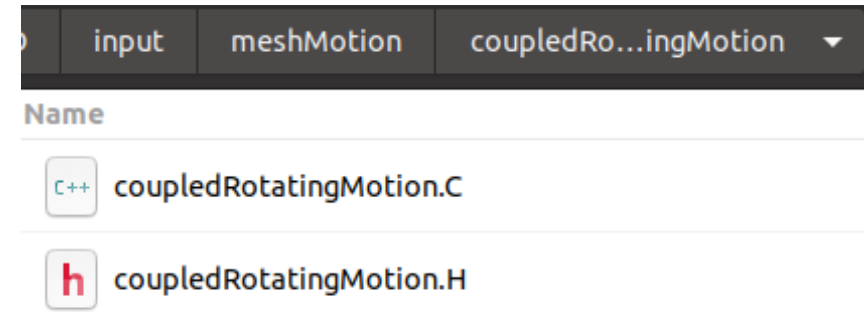 input meshMotion coupledRo…ingMotion
Name
C++ coupledRotatingMotion.C
h coupledRotatingMotion.H